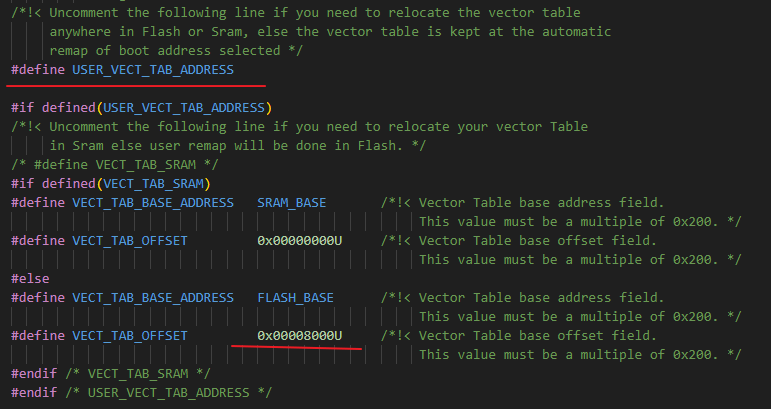 /*!< Uncomment the following line if you need to relocate the vector table
anywhere in Flash or Sram, else the vector table is kept at the automatic
remap of boot address selected */
#define USER_VECT_TAB_ADDRESS
#if defined(USER_VECT_TAB_ADDRESS)
/*!< Uncomment the following line if you need to relocate your vector Table
in Sram else user remap will be done in Flash. */
/* #define VECT_TAB_SRAM */
#if defined(VECT_TAB_SRAM)
#define VECT_TAB_BASE_ADDRESS SRAM_BASE /*!< Vector Table base address field.
This value must be a multiple of 0x200. */
#define VECT_TAB_OFFSET 0x00000000U /*!< Vector Table base offset field.
This value must be a multiple of 0x200. */
#else
#define VECT_TAB_BASE_ADDRESS FLASH_BASE /*!< Vector Table base address field.
This value must be a multiple of 0x200. */
#define VECT_TAB_OFFSET 0x00008000U /*!< Vector Table base offset field.
This value must be a multiple of 0x200. */
#endif /* VECT_TAB_SRAM */
#endif /* USER_VECT_TAB_ADDRESS */